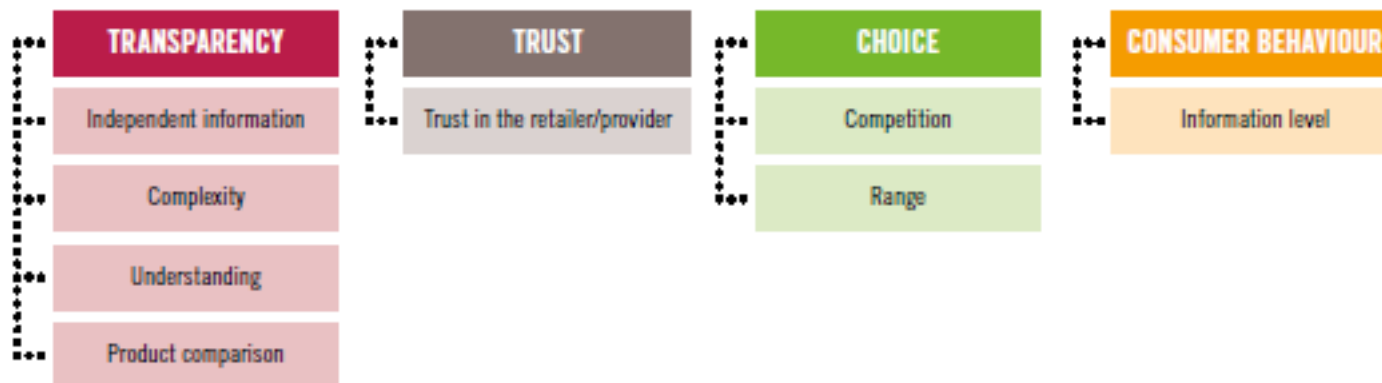 TRANSPARENCY
Independent information
Complexity
Understanding
Product comparison
TRUST
Trust in the retailer/provider
CHOICE
Competition
Range
CONSUMER BEHAVIOUR
Information level